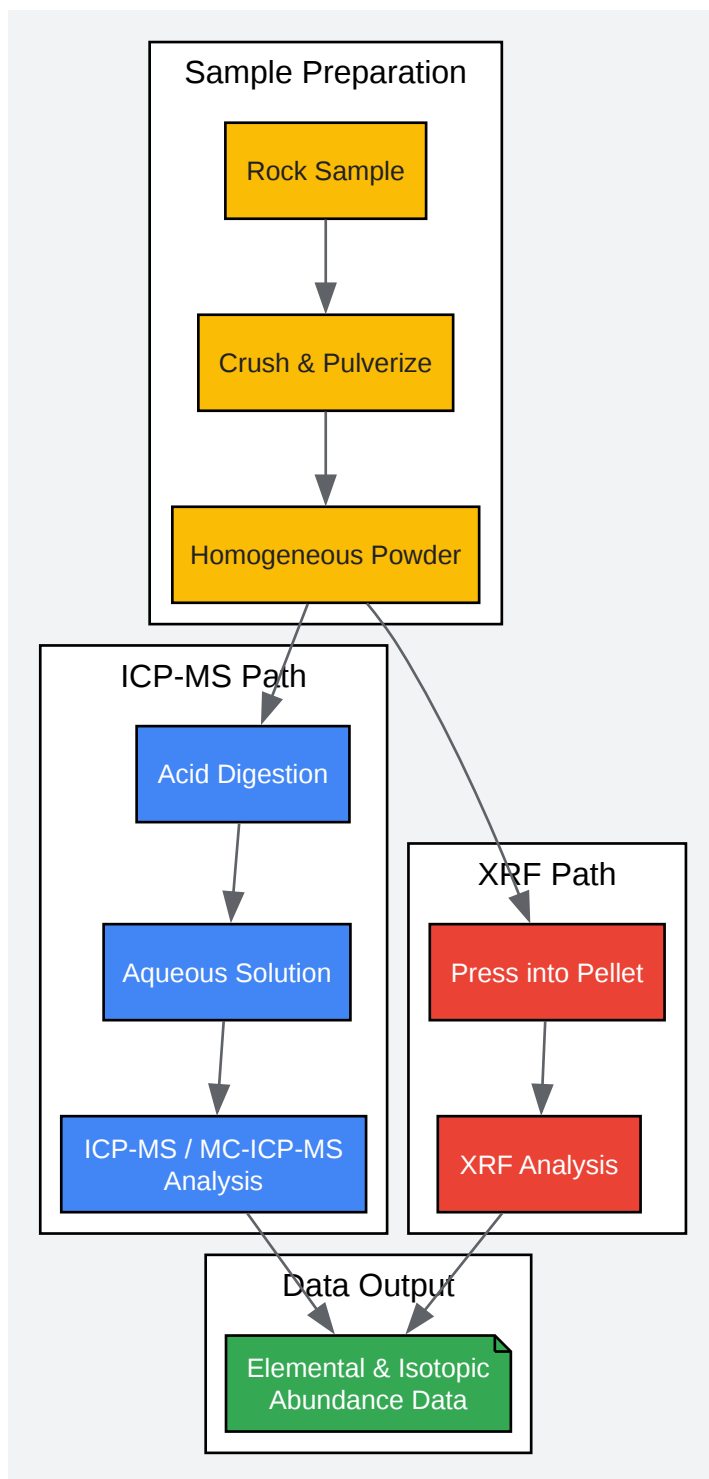 Sample Preparation
Rock Sample
Crush & Pulverize
Homogeneous Powder
ICP-MS Path
Acid Digestion
Aqueous Solution
ICP-MS / MC-ICP-MS
Analysis
XRF Path
Press into Pellet
XRF Analysis
Data Output
Elemental & Isotopic
Abundance Data